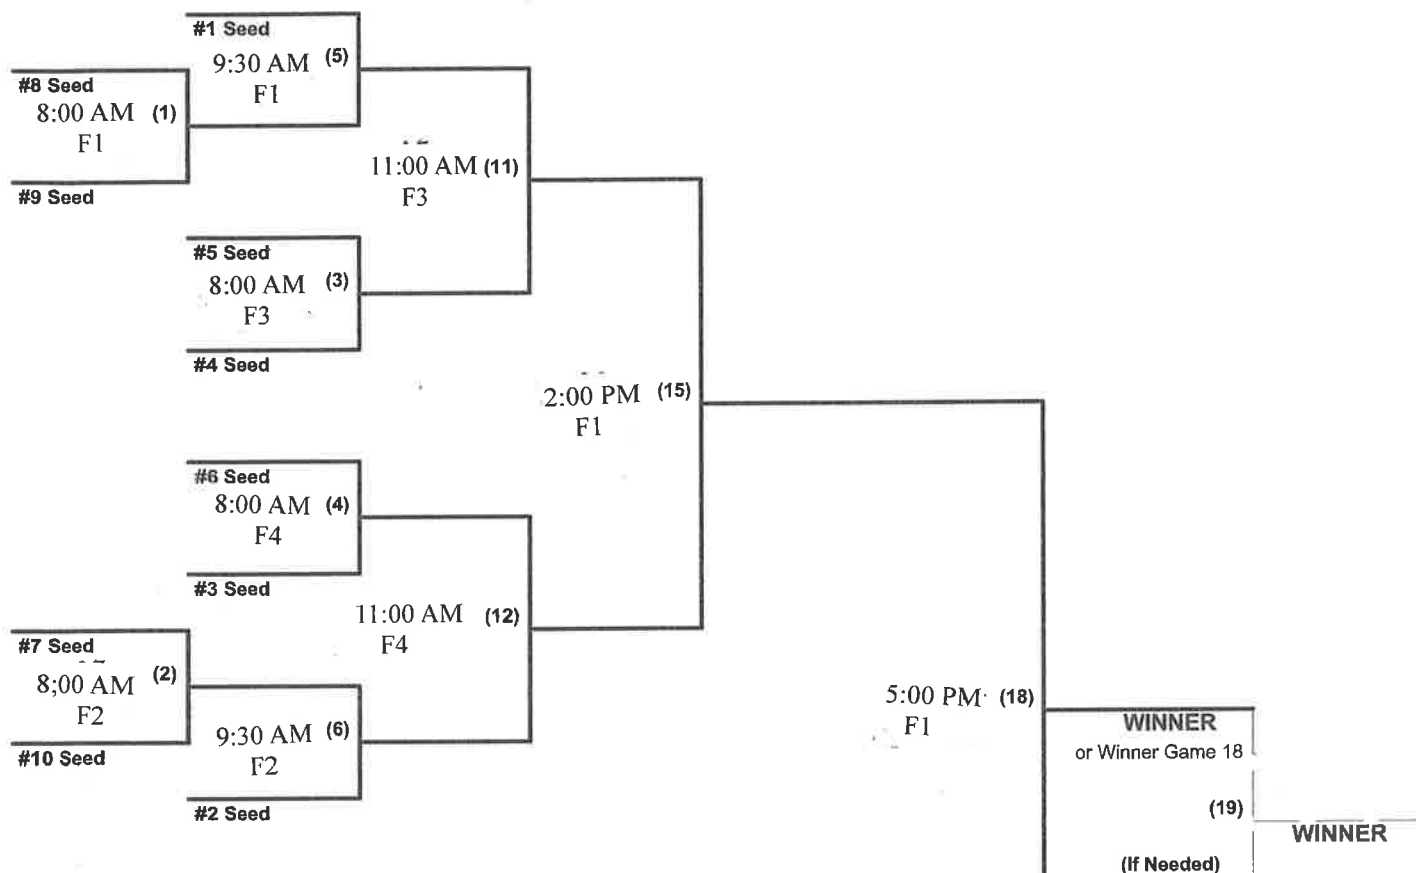 #1 Seed
9:30 AM (5)
F1
#8 Seed
8:00 AM (1)
F1
#9 Seed
11:00 AM (11)
F3
#5 Seed
8:00 AM (3)
F3
#4 Seed
2:00 PM (15)
F1
#6 Seed
8:00 AM (4)
F4
#3 Seed
11:00 AM (12)
F4
#7 Seed
8;00 AM (2)
F2
#10 Seed
9:30 AM (6)
F2
#2 Seed
5:00 PM (18)
F1
WINNER
or Winner Game 18
(19)
WINNER
(If Needed)